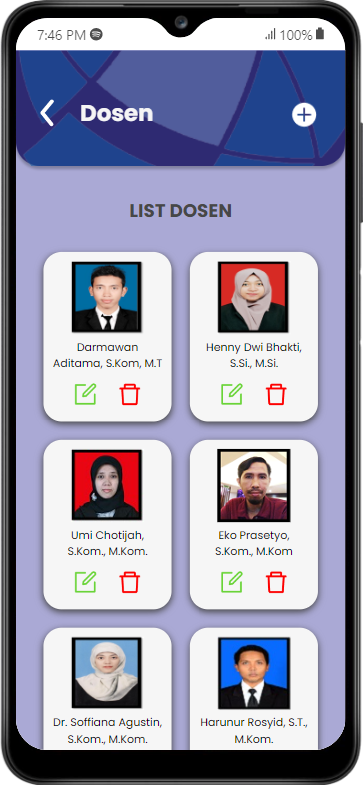 7:46 PM
100%
Dosen
LIST DOSEN
Darmawan
Aditama, S.Kom, M.T
Henny Dwi Bhakti,
S.Si., M.Si.
Umi Chotijah,
S.Kom., M.Kom.
Eko Prasetyo,
S.Kom., M.Kom
Dr. Soffiana Agustin,
S.Kom., M.Kom.
Harunur Rosyid, S.T.,
M.Kom.